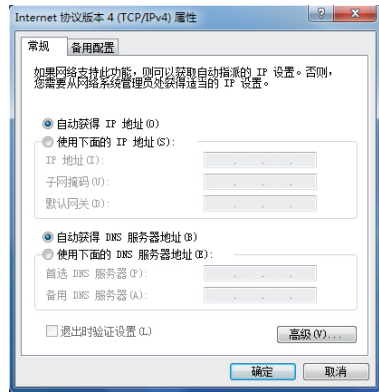 Internet 协议版本 4 (TCP/IPv4) 属性
常规 备用配置
如果网络支持此功能，则可以获取自动指派的 IP 设置。否则，
您需要从网络系统管理员处获得适当的 IP 设置。
自动获得 IP 地址(O)
使用下面的 IP 地址(S):
IP 地址(I):
子网掩码(U):
默认网关(D):
自动获得 DNS 服务器地址(B)
使用下面的 DNS 服务器地址(E):
首选 DNS 服务器(P):
备用 DNS 服务器(A):
退出时验证设置(L)
高级(V)...
确定 取消